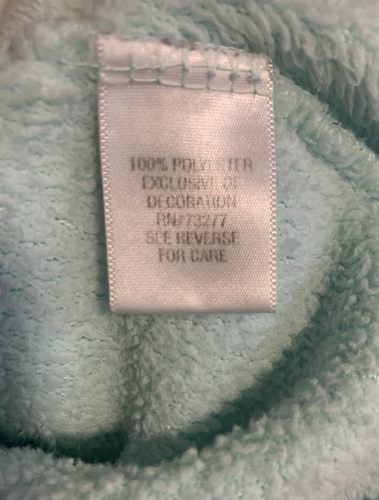 100% POLYESTER
EXCLUSIVE OF
DECORATION
RN#73277
SEE REVERSE
FOR CARE